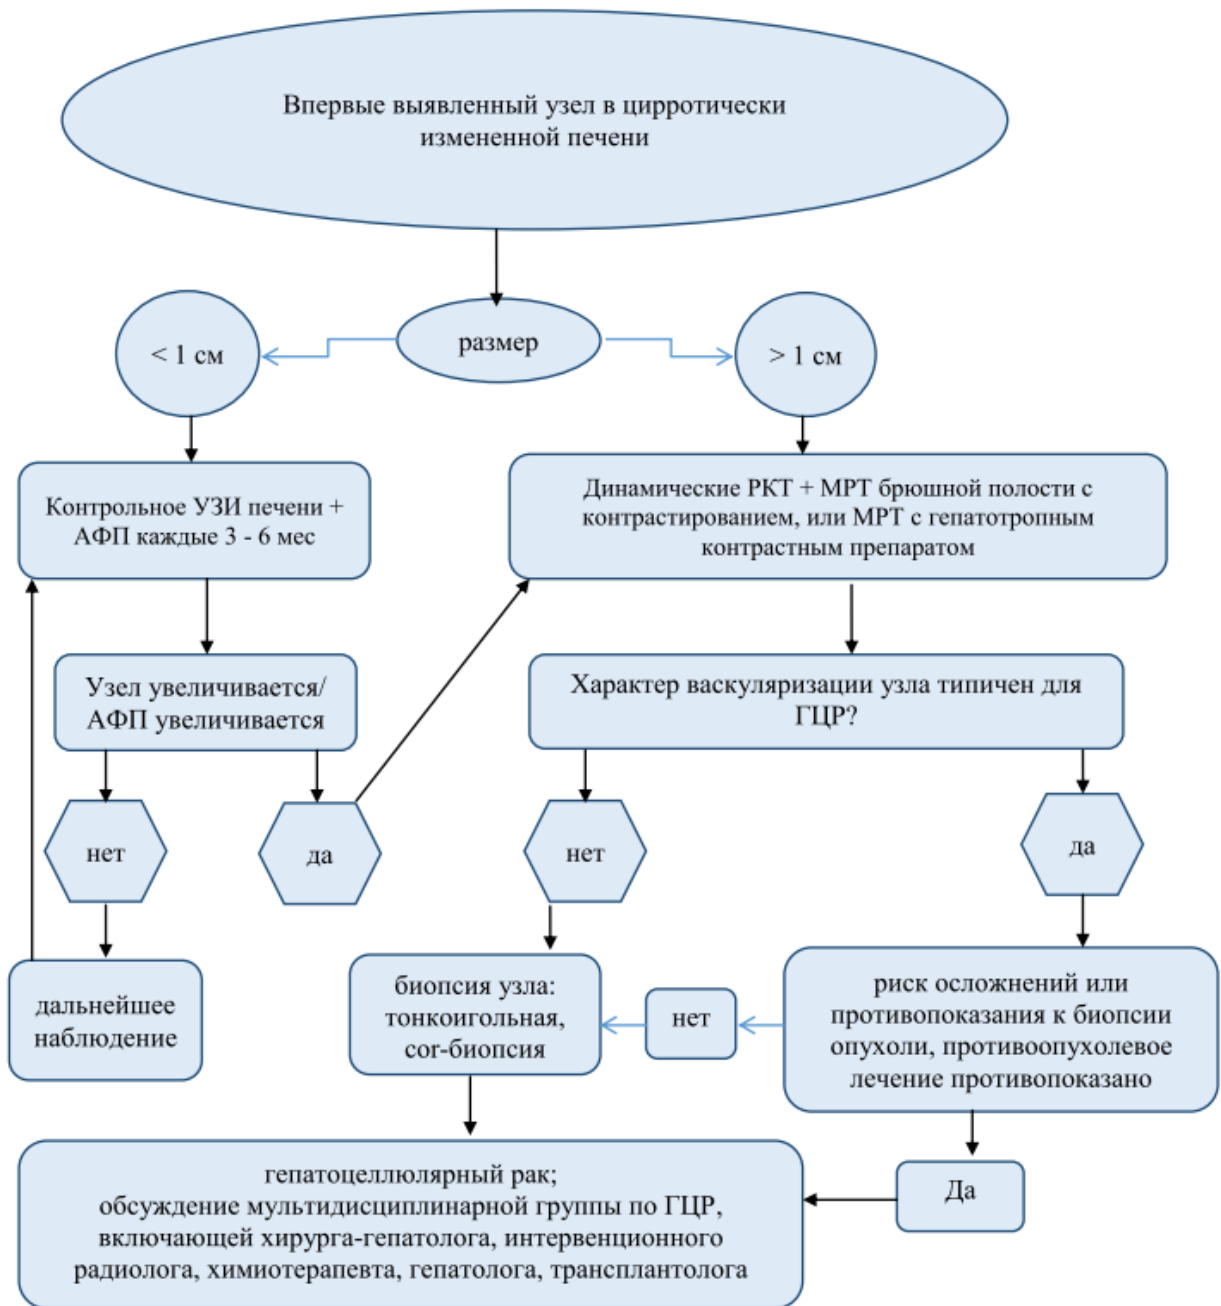 Впервые выявленный узел в цирротически
измененной печени
размер
< 1 см
> 1 см
Контрольное УЗИ печени +
АФП каждые 3 - 6 мес
Динамические РКТ + МРТ брюшной полости с
контрастированием, или МРТ с гепатотропным
контрастным препаратом
Узел увеличивается/
АФП увеличивается
Характер васкуляризации узла типичен для
ГЦР?
нет
да
нет
да
дальнейшее
наблюдение
биопсия узла:
тонкоигольная,
cor-биопсия
нет
риск осложнений или
противопоказания к биопсии
опухоли, противоопухолевое
лечение противопоказано
Да
гепатоцеллюлярный рак;
обсуждение мультидисциплинарной группы по ГЦР,
включающей хирурга-гепатолога, интервенционного
радиолога, химиотерапевта, гепатолога, трансплантолога